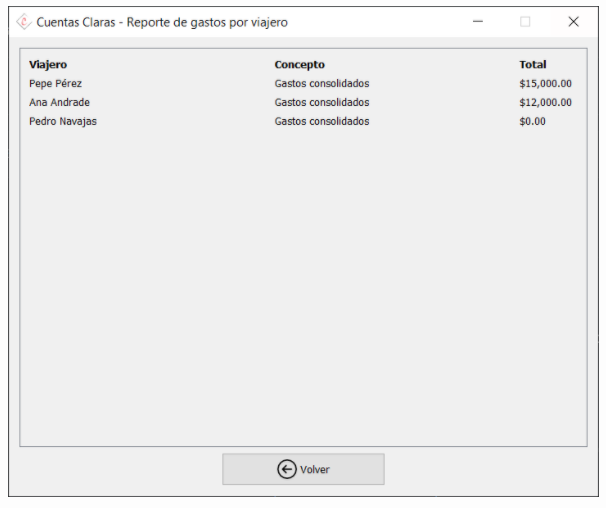 Cuentas Claras - Reporte de gastos por viajero
Viajero Concepto Total
Pepe Pérez Gastos consolidados $15,000.00
Ana Andrade Gastos consolidados $12,000.00
Pedro Navajas Gastos consolidados $0.00
Volver